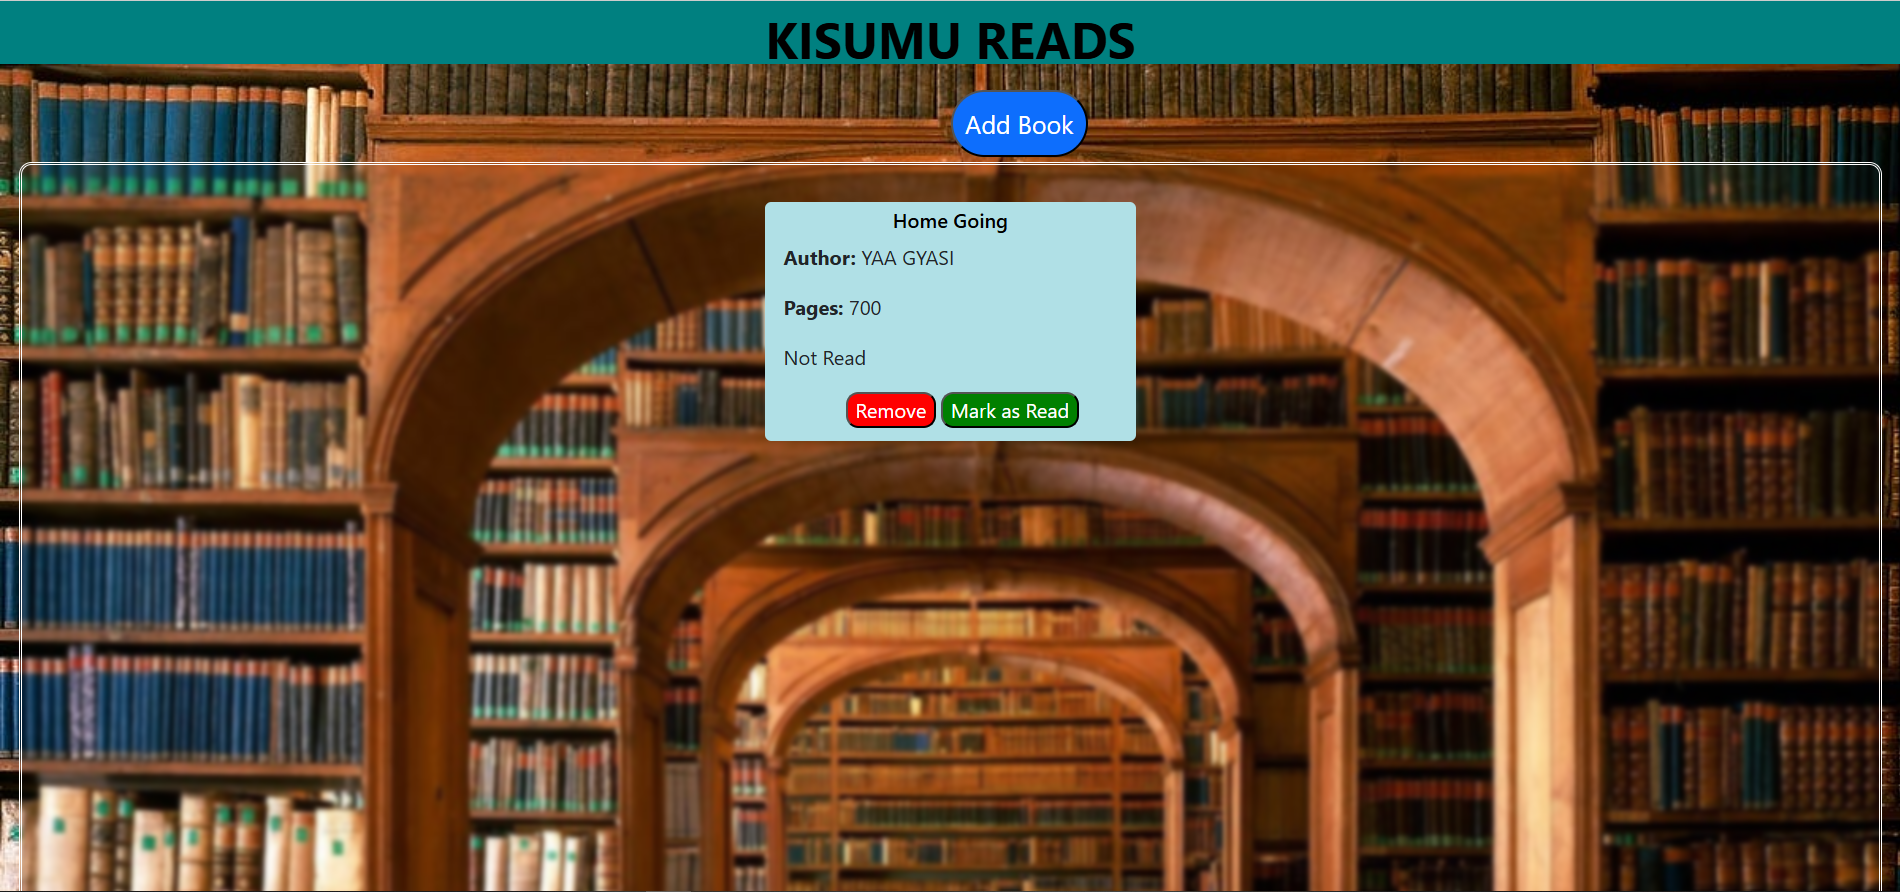 KISUMU READS
Add Book
Home Going
Author: YAA GYASI
Pages: 700
Not Read
Remove Mark as Read